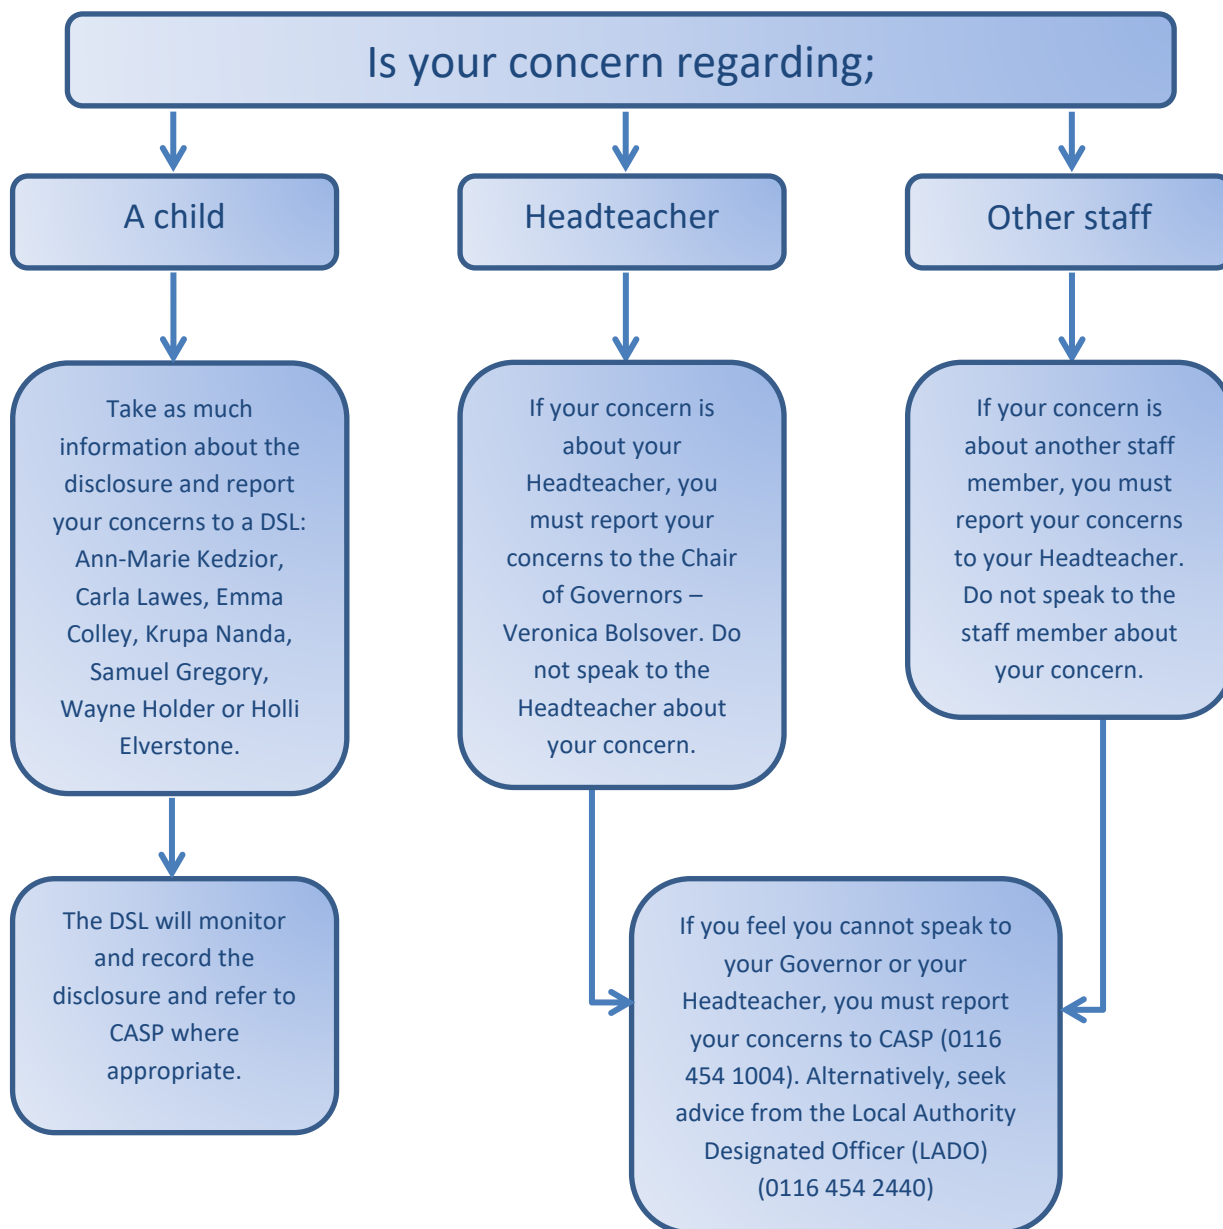 Is your concern regarding;
A child
Headteacher
Other staff
Take as much
information about the
disclosure and report
your concerns to a DSL:
Ann-Marie Kedzior,
Carla Lawes, Emma
Colley, Krupa Nanda,
Samuel Gregory,
Wayne Holder or Holli
Elverstone.
If your concern is
about your
Headteacher, you
must report your
concerns to the Chair
of Governors –
Veronica Bolsover. Do
not speak to the
Headteacher about
your concern.
If your concern is
about another staff
member, you must
report your concerns
to your Headteacher.
Do not speak to the
staff member about
your concern.
The DSL will monitor
and record the
disclosure and refer to
CASP where
appropriate.
If you feel you cannot speak to
your Governor or your
Headteacher, you must report
your concerns to CASP (0116
454 1004). Alternatively, seek
advice from the Local Authority
Designated Officer (LADO)
(0116 454 2440)